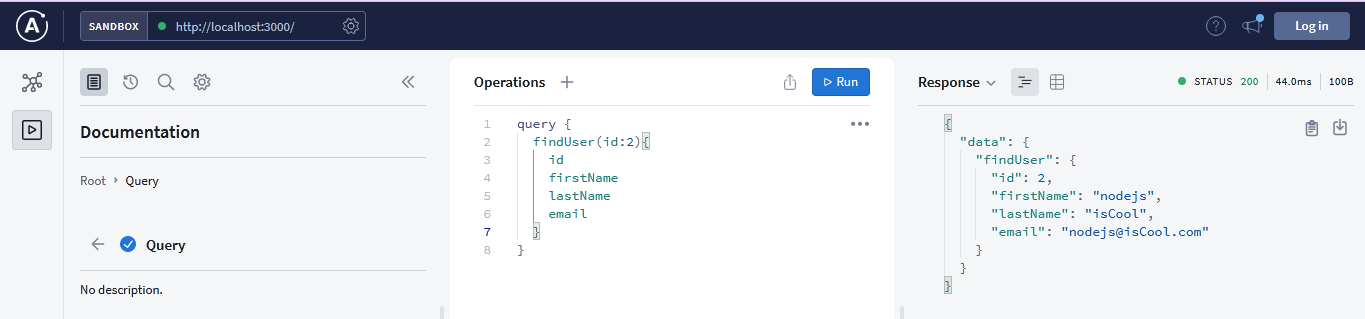 SANDBOX http://localhost:3000/ Log in
Operations Run
Response STATUS 200 44.0ms 100B
Documentation
Root > Query
Query
No description.
1 query {
2 findUser(id:2){
3 id
4 firstName
5 lastName
6 email
7 }
8 }
{
"data": {
"findUser": {
"id": 2,
"firstName": "nodejs",
"lastName": "isCool",
"email": "nodejs@isCool.com"
}
}
}